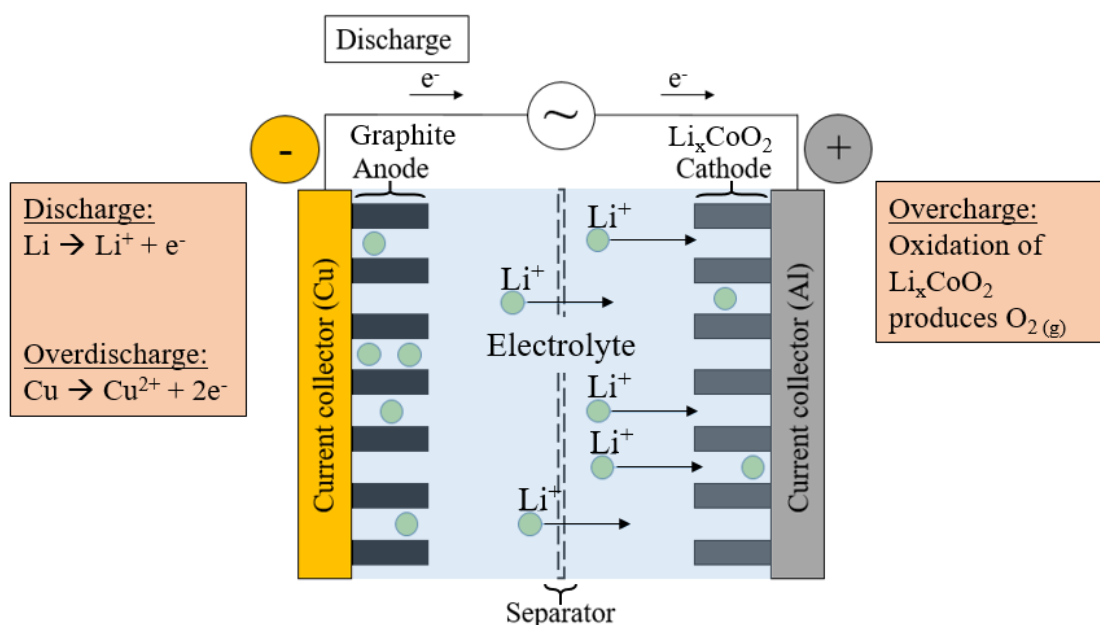 Discharge
e⁻
e⁻
-
~
+
Graphite
Anode
LiₓCoO₂
Cathode
Discharge:
Li → Li⁺ + e⁻
Overdischarge:
Cu → Cu²⁺ + 2e⁻
Current collector (Cu)
Li⁺
Li⁺
Electrolyte
Li⁺
Li⁺
Li⁺
Separator
Current collector (Al)
Overcharge:
Oxidation of
LiₓCoO₂
produces O₂ (g)